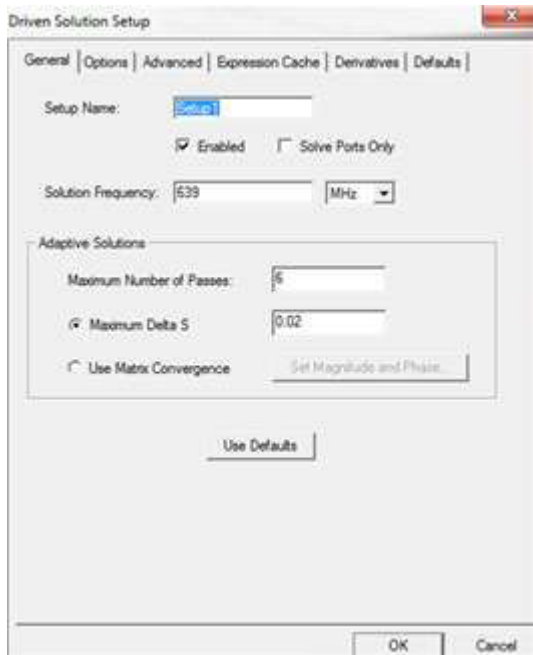 Driven Solution Setup
General Options Advanced Expression Cache Derivatives Defaults
Setup Name: Setup1
Enabled Solve Ports Only
Solution Frequency: 639 MHz
Adaptive Solutions
Maximum Number of Passes: 6
Maximum Delta S 0.02
Use Matrix Convergence Set Magnitude and Phase...
Use Defaults
OK Cancel